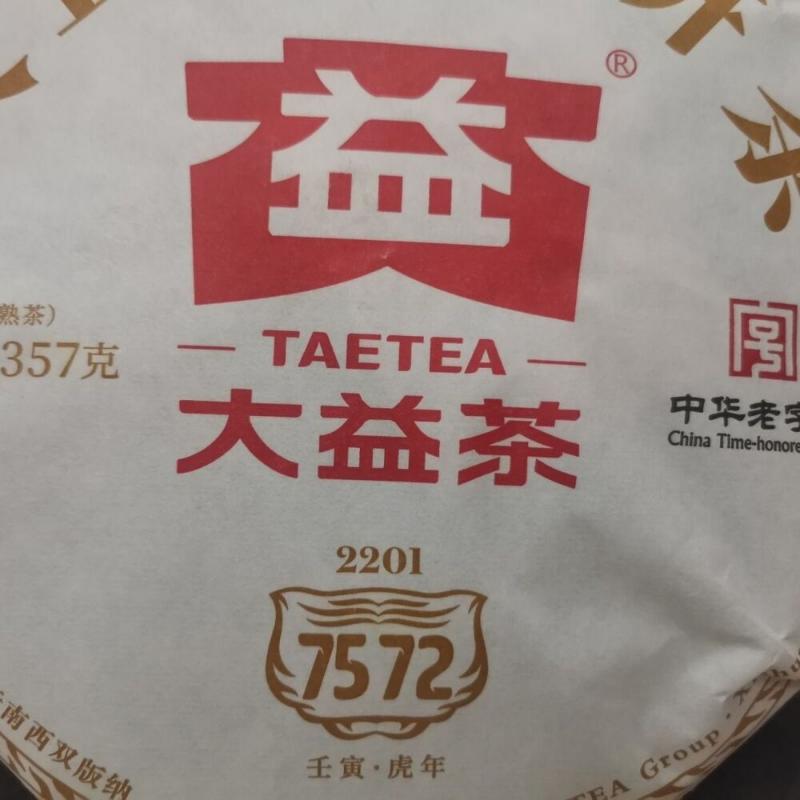 益®
熟茶）
357克
TAETEA
大益茶
中华老字
China Time-honore
2201
7572
壬寅·虎年
南西双版纳
TEA Group